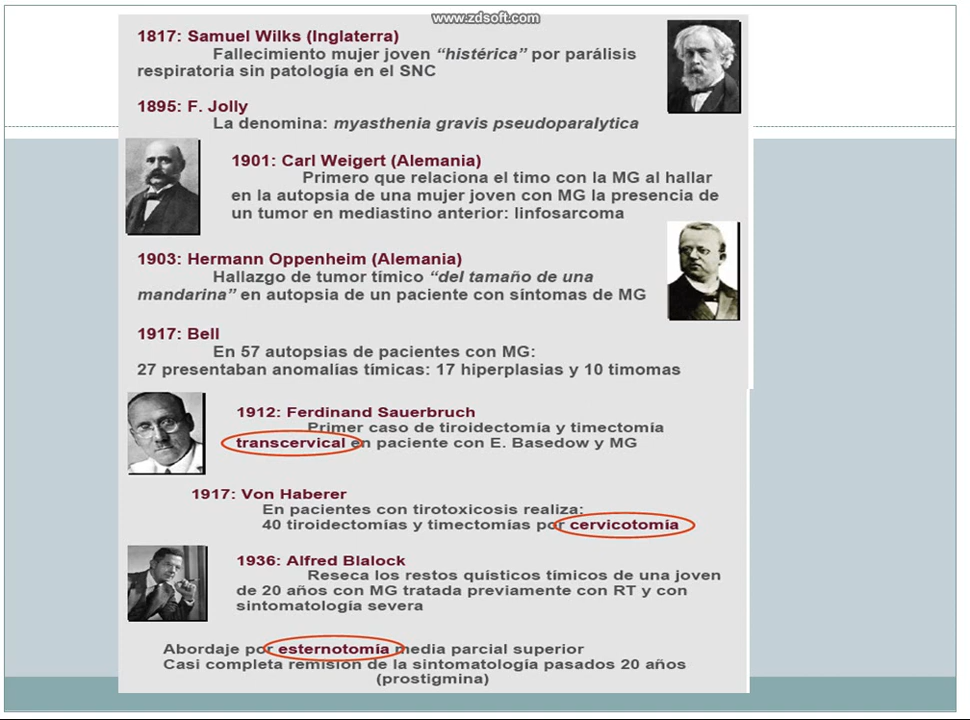 www.zdsoft.com
1817: Samuel Wilks (Inglaterra)
Fallecimiento mujer joven “histérica” por parálisis
respiratoria sin patología en el SNC
1895: F. Jolly
La denomina: myasthenia gravis pseudoparalytica
1901: Carl Weigert (Alemania)
Primero que relaciona el timo con la MG al hallar
en la autopsia de una mujer joven con MG la presencia de
un tumor en mediastino anterior: linfosarcoma
1903: Hermann Oppenheim (Alemania)
Hallazgo de tumor tímico “del tamaño de una
mandarina” en autopsia de un paciente con síntomas de MG
1917: Bell
En 57 autopsias de pacientes con MG:
27 presentaban anomalías tímicas: 17 hiperplasias y 10 timomas
1912: Ferdinand Sauerbruch
Primer caso de tiroidectomía y timectomía
transcervical en paciente con E. Basedow y MG
1917: Von Haberer
En pacientes con tirotoxicosis realiza:
40 tiroidectomías y timectomías por cervicotomía
1936: Alfred Blalock
Reseca los restos quísticos tímicos de una joven
de 20 años con MG tratada previamente con RT y con
sintomatología severa
Abordaje por esternotomía media parcial superior
Casi completa remisión de la sintomatología pasados 20 años
(prostigmina)